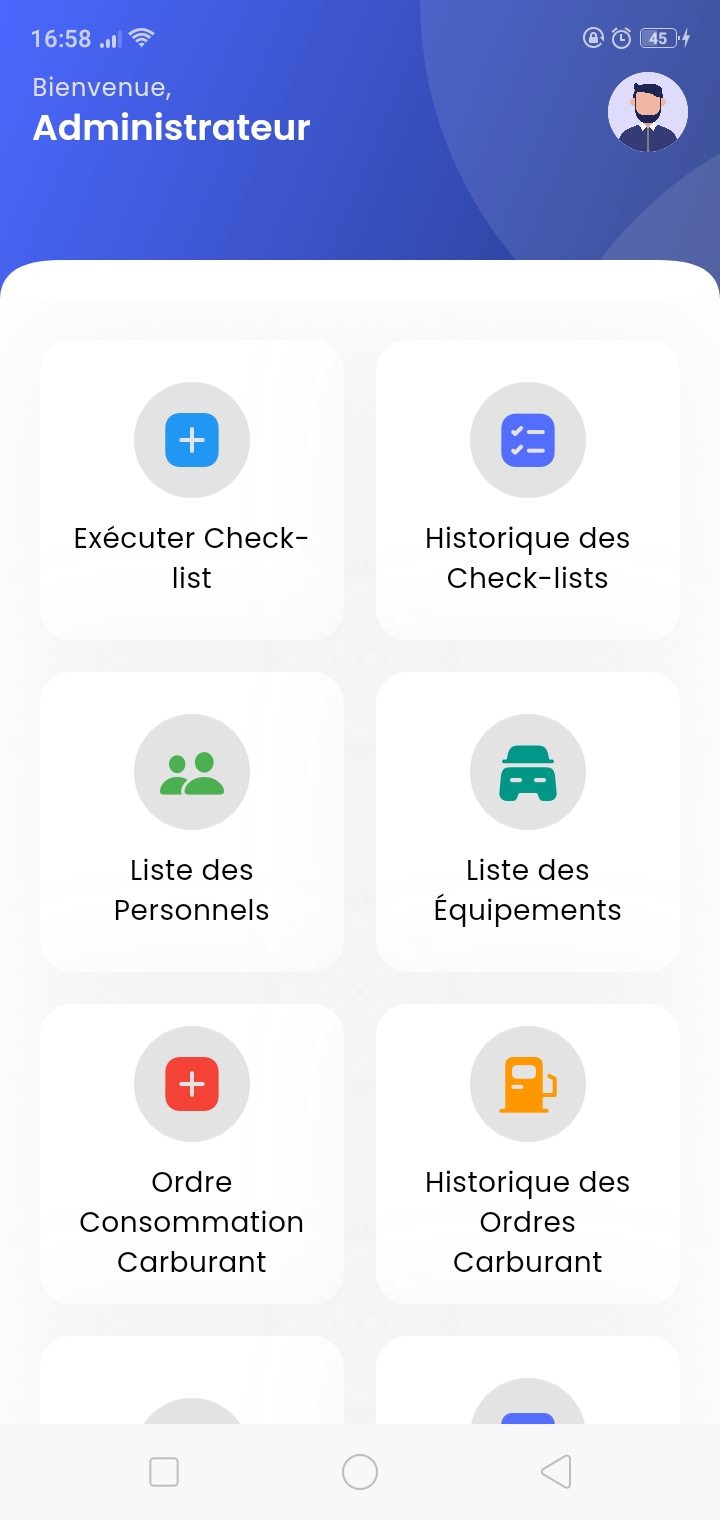 16:58
45
Bienvenue,
Administrateur
Exécuter Check-
list
Historique des
Check-lists
Liste des
Personnels
Liste des
Équipements
Ordre
Consommation
Carburant
Historique des
Ordres
Carburant